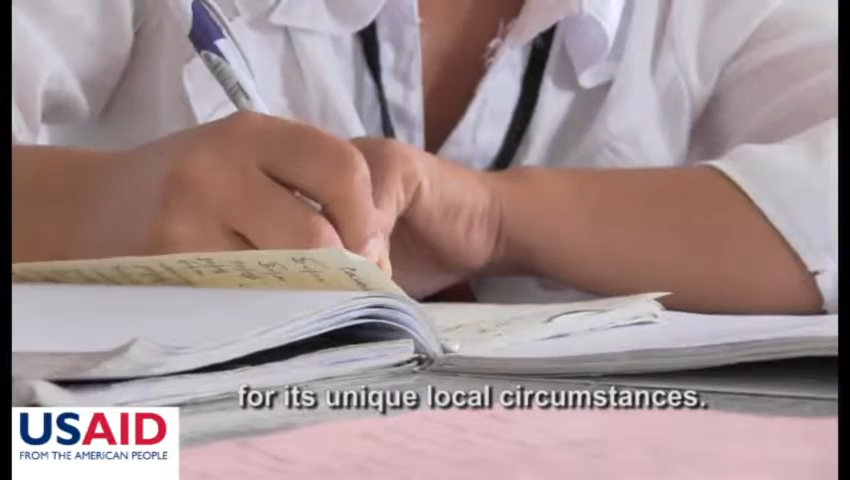 for its unique local circumstances.
USAID
FROM THE AMERICAN PEOPLE